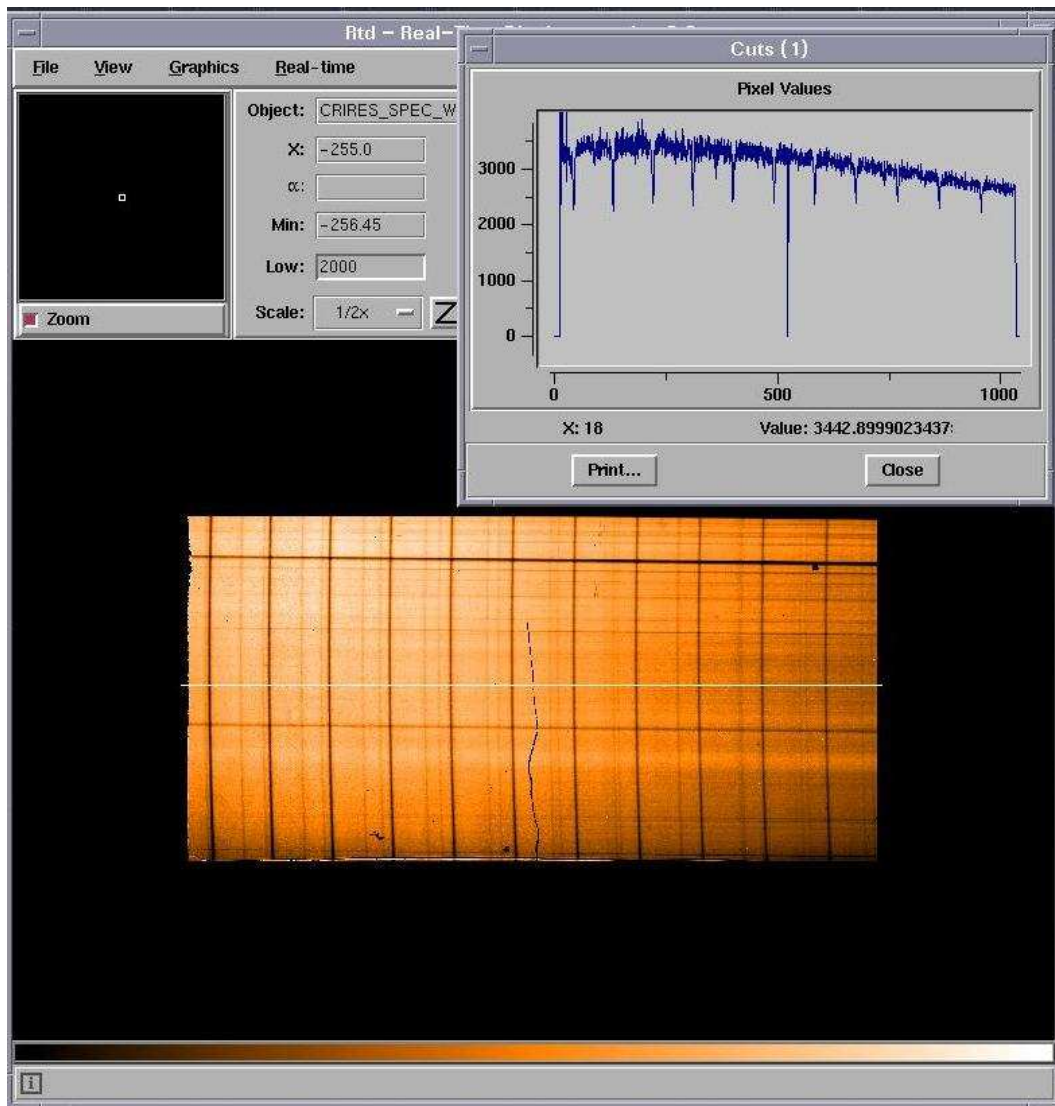 Rtd - Real-
File View Graphics Real-time
Object: CRIRES_SPEC_W
X: -255.0
α:
Min: -256.45
Low: 2000
Scale: 1/2x Z
Zoom
Cuts (1)
Pixel Values
3000
2000
1000
0
0 500 1000
X: 18 Value: 3442.8999023437
Print... Close
i